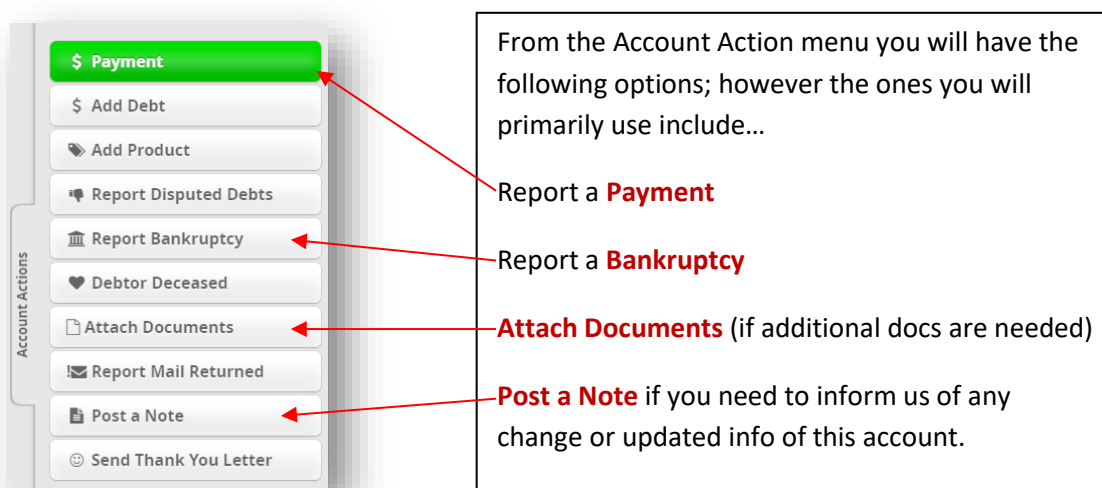 $ Payment
$ Add Debt
Add Product
Report Disputed Debts
Report Bankruptcy
Debtor Deceased
Attach Documents
Report Mail Returned
Post a Note
Send Thank You Letter
Account Actions
From the Account Action menu you will have the
following options; however the ones you will
primarily use include…
Report a Payment
Report a Bankruptcy
Attach Documents (if additional docs are needed)
Post a Note if you need to inform us of any
change or updated info of this account.